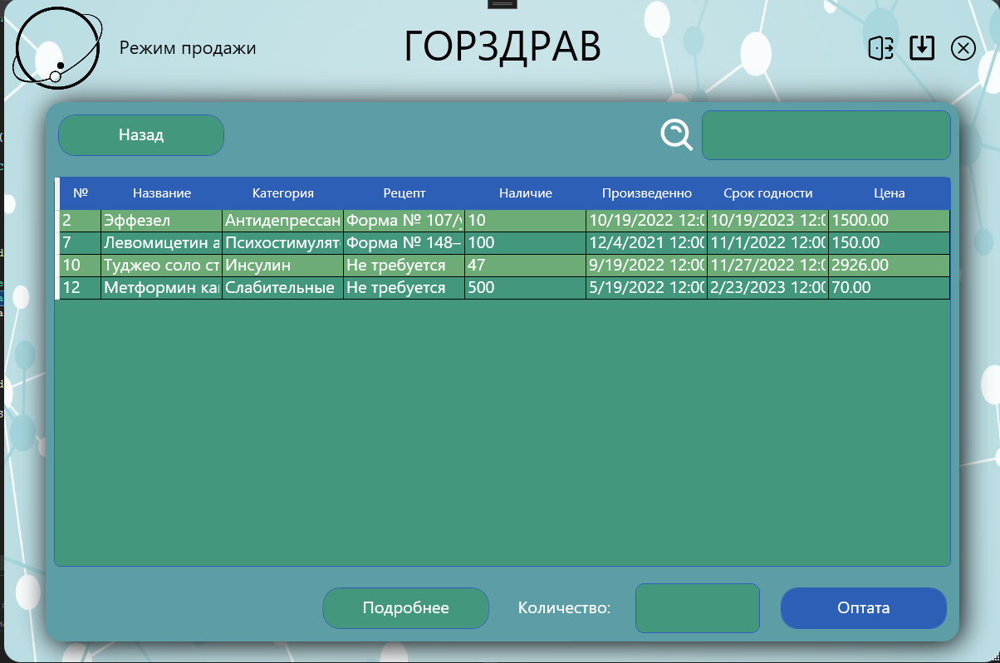 Режим продажи
ГОРЗДРАВ
Назад
№ Название Категория Рецепт Наличие Произведенно Срок годности Цена
2 Эффезел Антидепрессан Форма № 107/у 10 10/19/2022 12:0 10/19/2023 12:0 1500.00
7 Левомицетин а Психостимулят Форма № 148– 100 12/4/2021 12:00 11/1/2022 12:00 150.00
10 Туджео соло ст Инсулин Не требуется 47 9/19/2022 12:00 11/27/2022 12:0 2926.00
12 Метформин ка Слабительные Не требуется 500 5/19/2022 12:00 2/23/2023 12:00 70.00
Подробнее Количество: Оптата